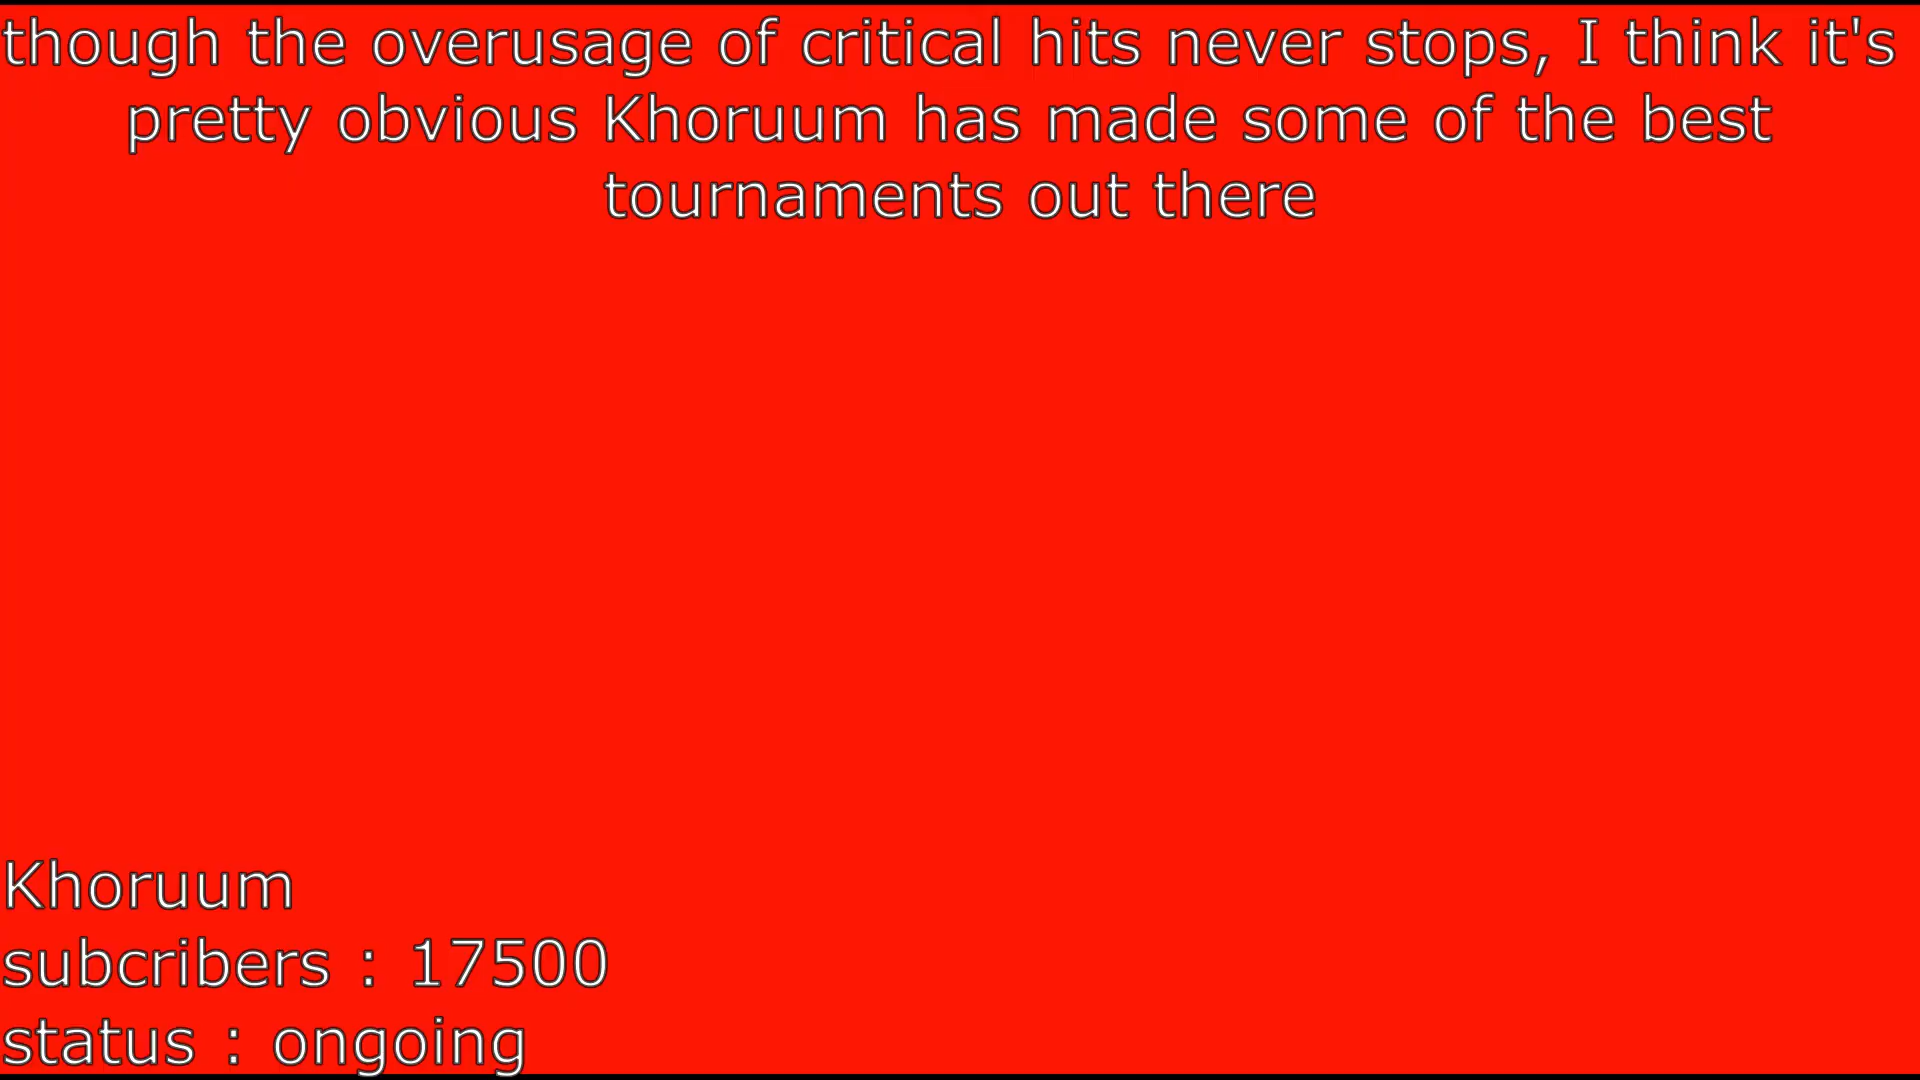 though the overusage of critical hits never stops, I think it's
pretty obvious Khoruum has made some of the best
tournaments out there
Khoruum
subcribers : 17500
status : ongoing